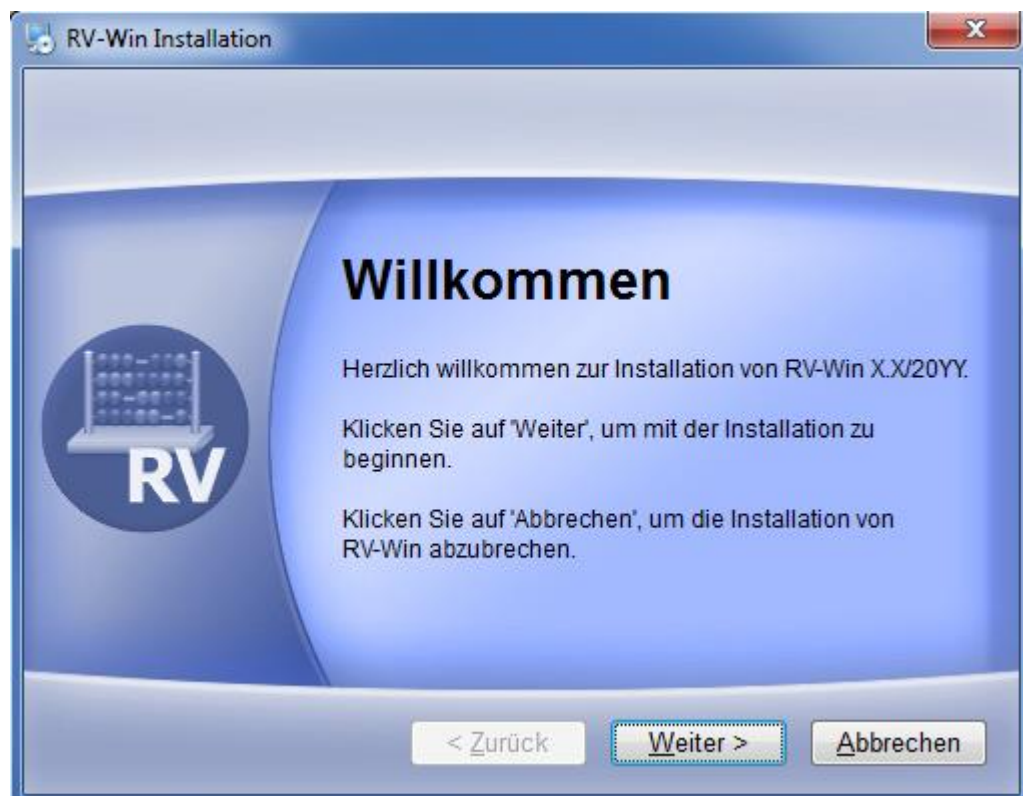 RV-Win Installation
Willkommen
Herzlich willkommen zur Installation von RV-Win X.X/20YY.
Klicken Sie auf 'Weiter', um mit der Installation zu
beginnen.
Klicken Sie auf 'Abbrechen', um die Installation von
RV-Win abzubrechen.
RV
< Zurück
Weiter >
Abbrechen